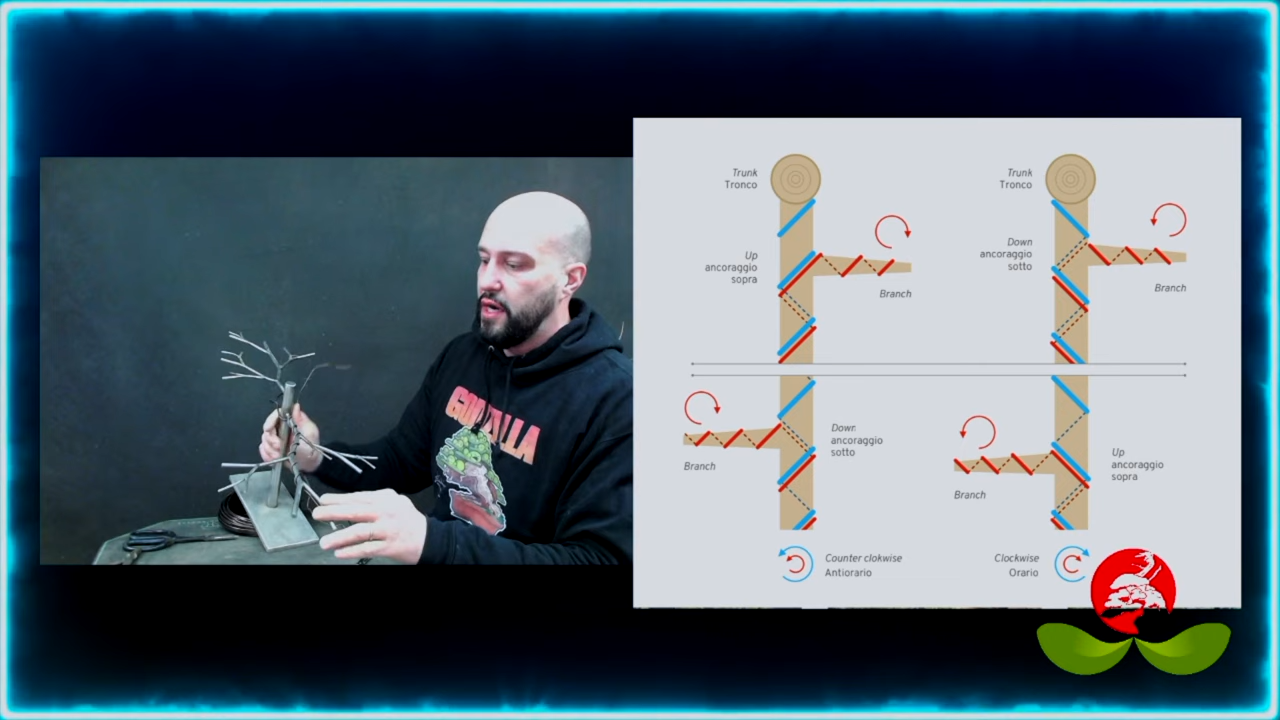 GODZILLA
Trunk
Tronco
Up
ancoraggio
sopra
Branch
Trunk
Tronco
Down
ancoraggio
sotto
Branch
Branch
Down
ancoraggio
sotto
Branch
Up
ancoraggio
sopra
Counter clokwise
Antiorario
Clockwise
Orario